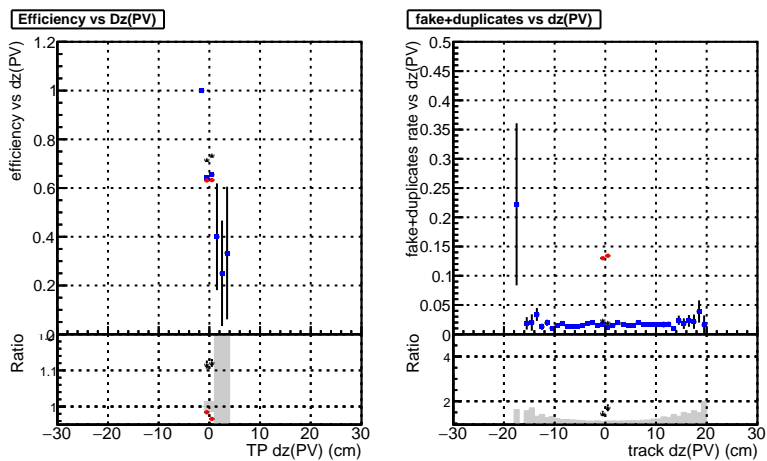 Efficiency vs Dz(PV)
efficiency vs dz(PV)
1.2
1
0.8
0.6
0.4
0.2
0
Ratio
1.2
1.1
1
−30 −20 −10 0 10 20 30
TP dz(PV) (cm)
fake+duplicates vs dz(PV)
fake+duplicates rate vs dz(PV)
0.5
0.45
0.4
0.35
0.3
0.25
0.2
0.15
0.1
0.05
0
Ratio
4
2
−30 −20 −10 0 10 20 30
track dz(PV) (cm)